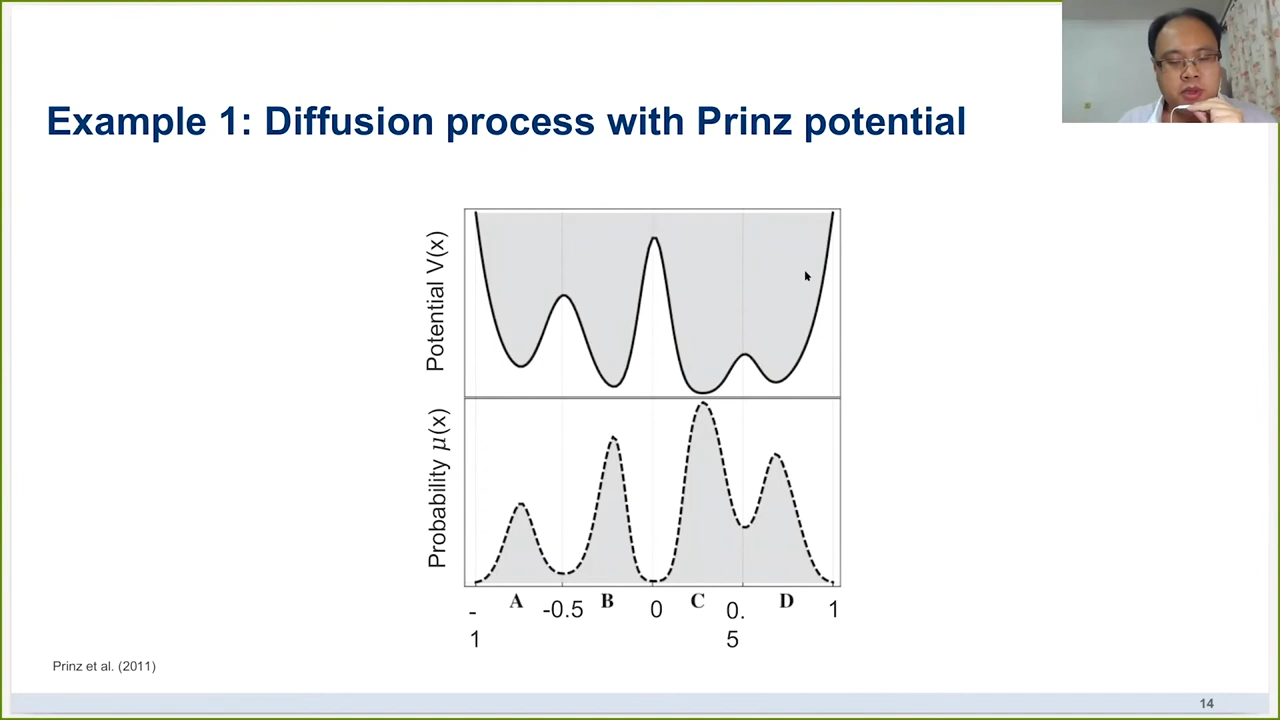 Example 1: Diffusion process with Prinz potential
Potential V(x)
Probability μ(x)
A B C D
-1 -0.5 0 0.5 1
Prinz et al. (2011)
14